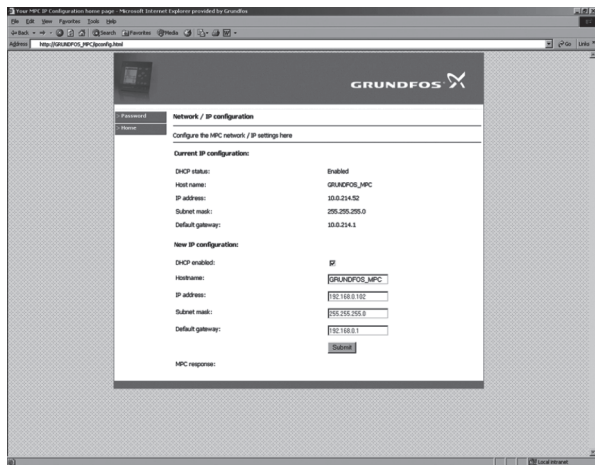 Your MPC IP Configuration home page - Microsoft Internet Explorer provided by Grundfos
File Edit View Favorites Tools Help
Back Search Favorites Media
Address http://GRUNDFOS_MPC/ipconfig.html Go Links
GRUNDFOS
> Password
> Home
Network / IP configuration
Configure the MPC network / IP settings here
Current IP configuration:
DHCP status: Enabled
Host name: GRUNDFOS_MPC
IP address: 10.0.214.52
Subnet mask: 255.255.255.0
Default gateway: 10.0.214.1
New IP configuration:
DHCP enabled:
Hostname: GRUNDFOS_MPC
IP address: 192.168.0.102
Subnet mask: 255.255.255.0
Default gateway: 192.168.0.1
Submit
MPC response:
Local intranet